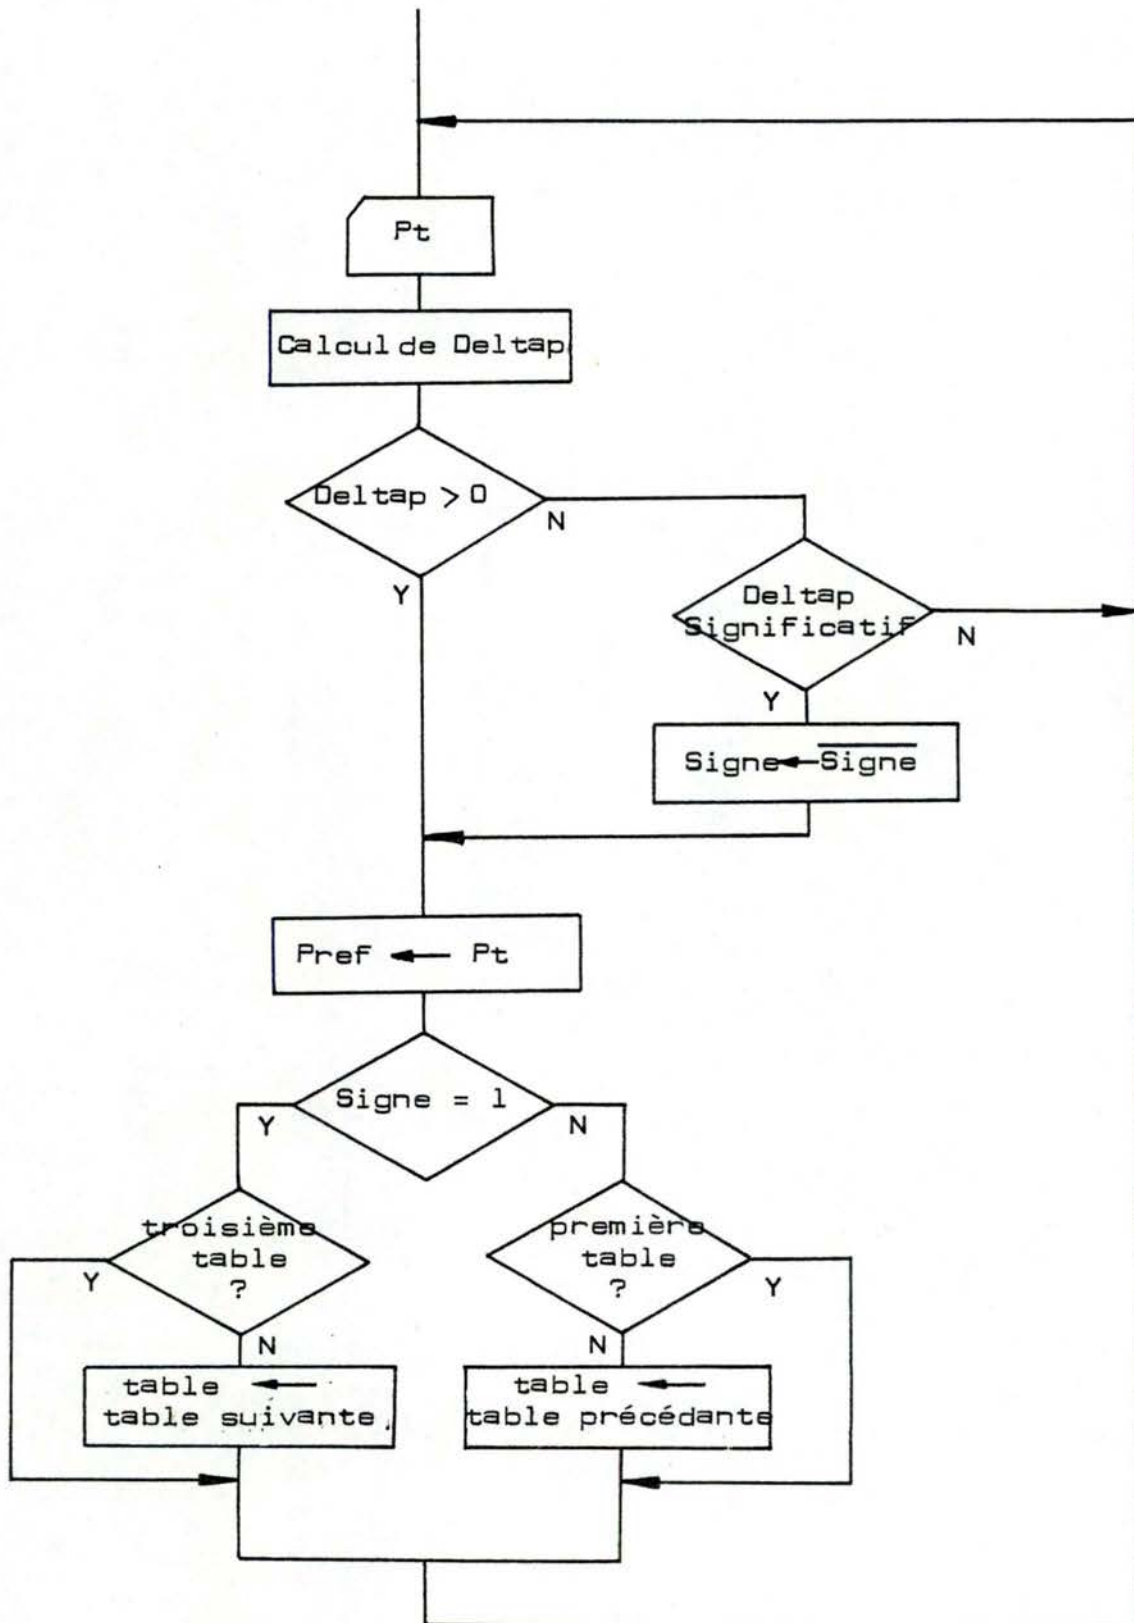 Pt
Calcul de Deltap
Deltap > 0
N
Y
Deltap
Significatif
N
Y
Signe ← S̅i̅g̅n̅e̅
Pref ← Pt
Signe = 1
Y
N
troisième
table
?
Y
N
première
table
?
Y
N
table ←
table suivante
table ←
table précédante